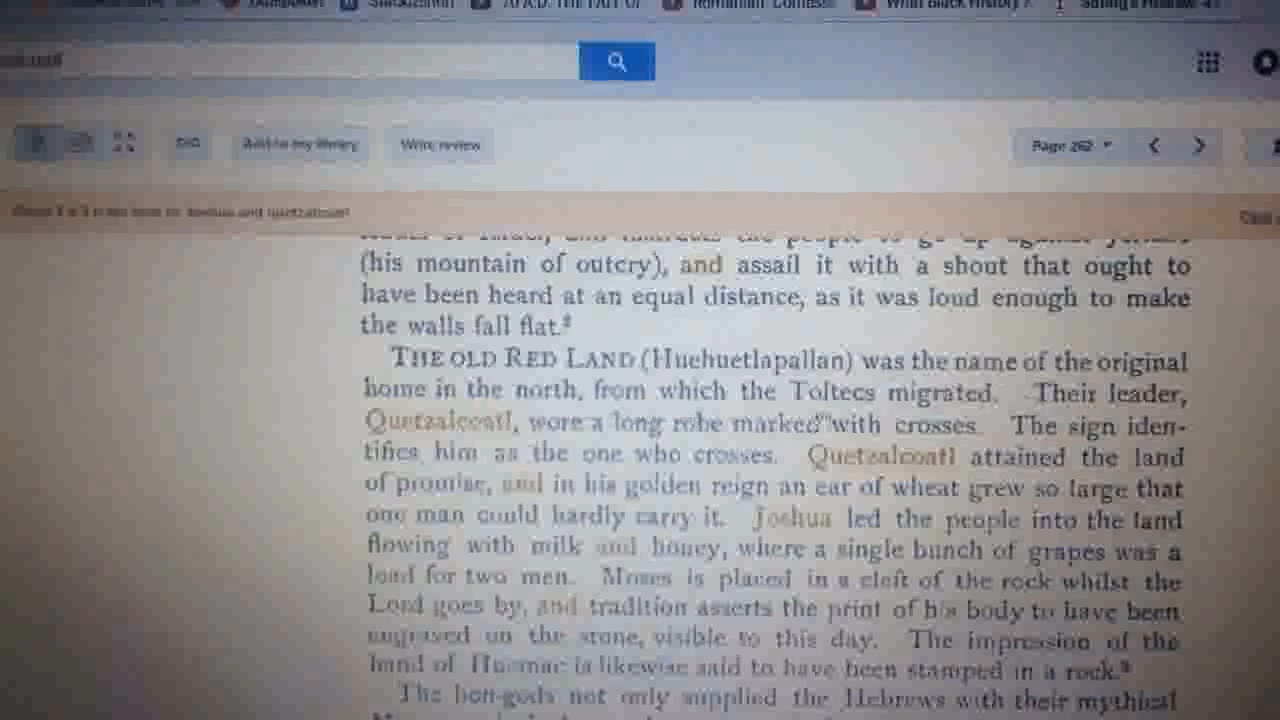 What Black History
Add to my library
Write review
Page 262
Joshua and quetzalcoatl
(his mountain of outcry), and assail it with a shout that ought to
have been heard at an equal distance, as it was loud enough to make
the walls fall flat.²
THE OLD RED LAND (Huehuetlapallan) was the name of the original
home in the north, from which the Toltecs migrated. Their leader,
Quetzalcoatl, wore a long robe marked with crosses. The sign iden-
tifies him as the one who crosses. Quetzalcoatl attained the land
of promise, and in his golden reign an ear of wheat grew so large that
one man could hardly carry it. Joshua led the people into the land
flowing with milk and honey, where a single bunch of grapes was a
load for two men. Moses is placed in a cleft of the rock whilst the
Lord goes by, and tradition asserts the print of his body to have been
engraved on the stone, visible to this day. The impression of the
hand of Huemac is likewise said to have been stamped in a rock.³
The lion-gods not only supplied the Hebrews with their mythical